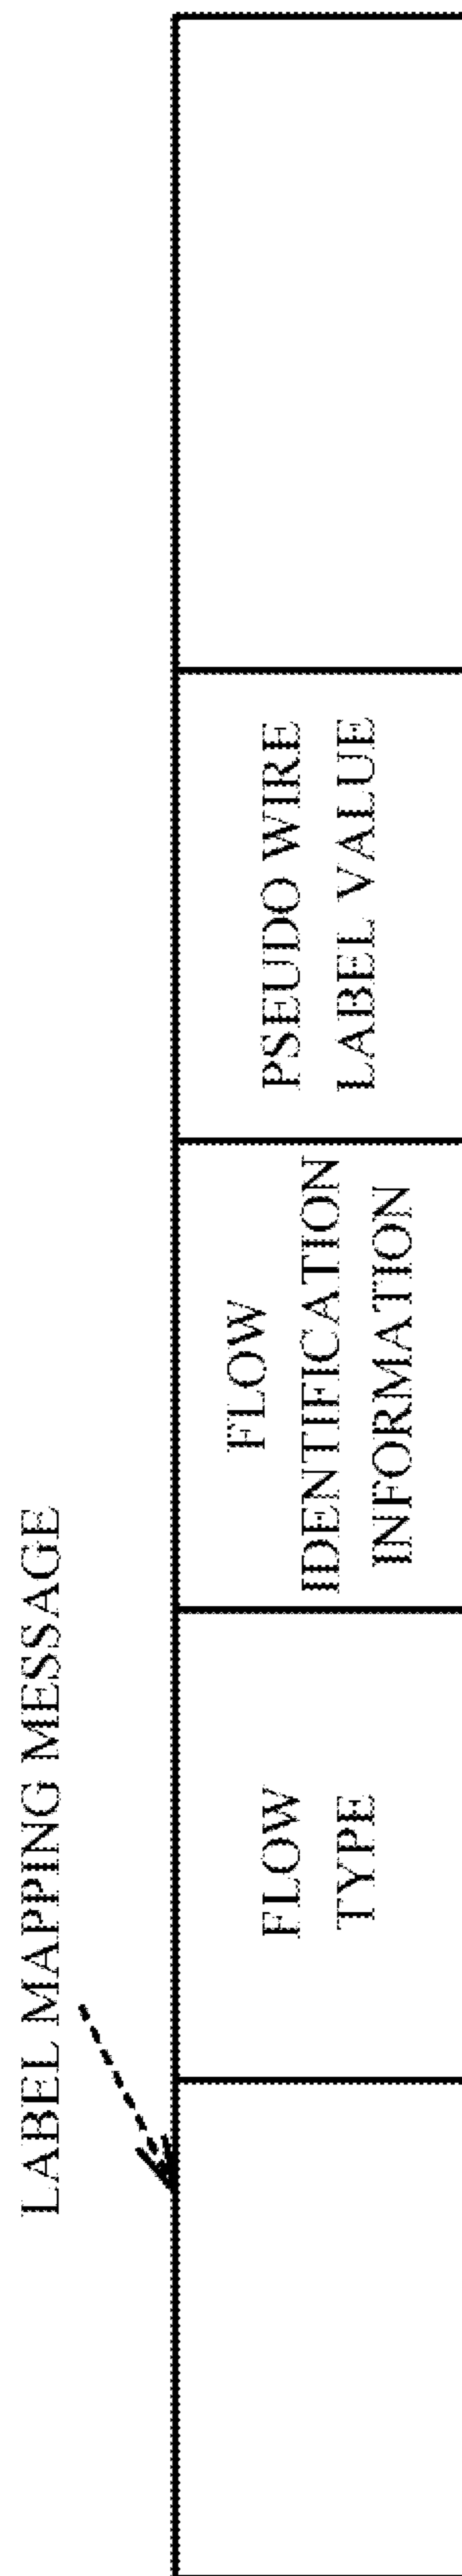 LABEL MAPPING MESSAGE
FLOW
TYPE
FLOW
IDENTIFICATION
INFORMATION
PSEUDO WIRE
LABEL VALUE